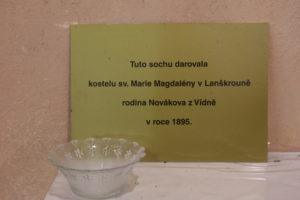 Tuto sochu darovala
kostelu sv. Marie Magdalény v Lanškrouně
rodina Novákova z Vídně
v roce 1895.